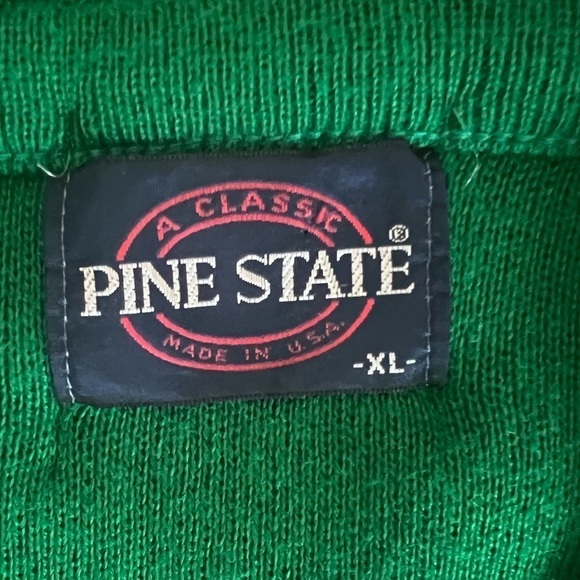 A CLASSIC
PINE STATE®
MADE IN U.S.A.
-XL-